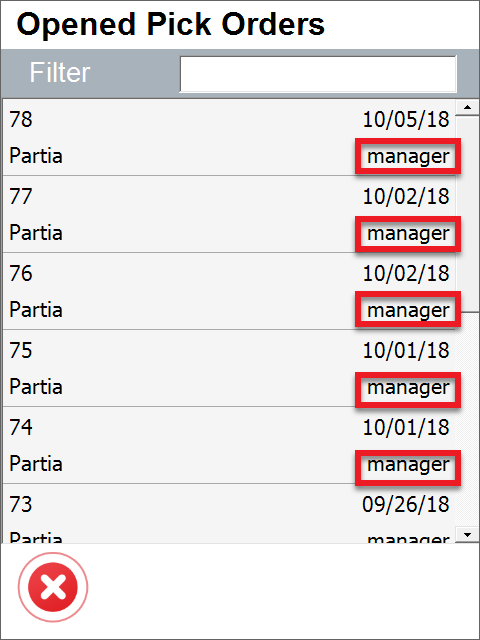 Opened Pick Orders
Filter
78 10/05/18
Partia manager
77 10/02/18
Partia manager
76 10/02/18
Partia manager
75 10/01/18
Partia manager
74 10/01/18
Partia manager
73 09/26/18
Partia manager